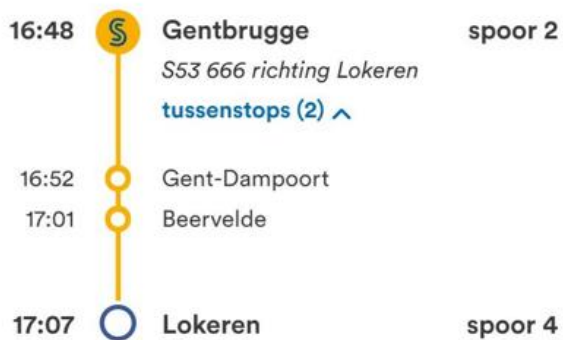 16:48 S Gentbrugge spoor 2
S53 666 richting Lokeren
tussenstops (2)
16:52 Gent-Dampoort
17:01 Beervelde
17:07 Lokeren spoor 4